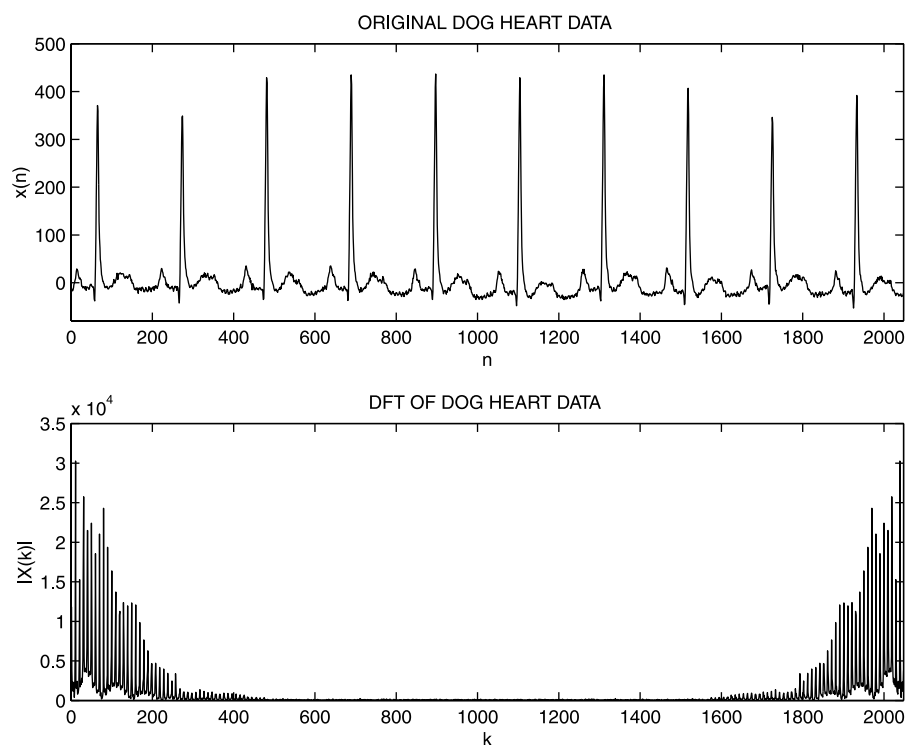 ORIGINAL DOG HEART DATA
500
400
300
200
100
0
x(n)
0 200 400 600 800 1000 1200 1400 1600 1800 2000
n
DFT OF DOG HEART DATA
x 10^4
3.5
3
2.5
2
1.5
1
0.5
0
|X(k)|
0 200 400 600 800 1000 1200 1400 1600 1800 2000
k